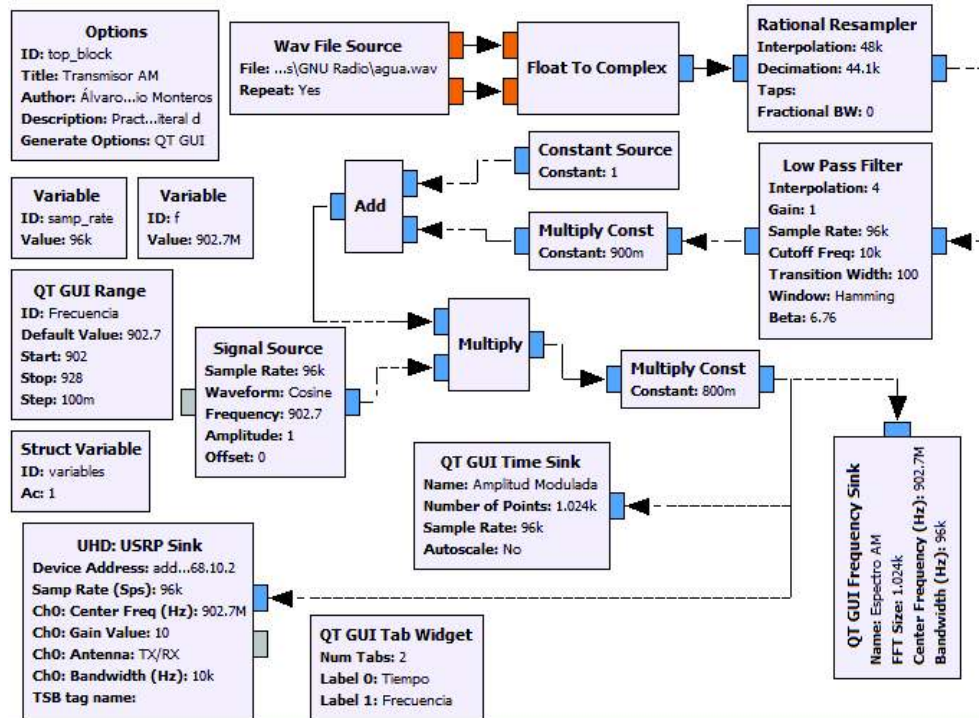 Options
ID: top_block
Title: Transmisor AM
Author: Álvaro...io Monteros
Description: Pract...iteral d
Generate Options: QT GUI
Wav File Source
File: ...s\GNU Radio\agua.wav
Repeat: Yes
Float To Complex
Rational Resampler
Interpolation: 48k
Decimation: 44.1k
Taps:
Fractional BW: 0
Variable
ID: samp_rate
Value: 96k
Variable
ID: f
Value: 902.7M
Add
Constant Source
Constant: 1
Multiply Const
Constant: 900m
Low Pass Filter
Interpolation: 4
Gain: 1
Sample Rate: 96k
Cutoff Freq: 10k
Transition Width: 100
Window: Hamming
Beta: 6.76
QT GUI Range
ID: Frecuencia
Default Value: 902.7
Start: 902
Stop: 928
Step: 100m
Signal Source
Sample Rate: 96k
Waveform: Cosine
Frequency: 902.7
Amplitude: 1
Offset: 0
Multiply
Multiply Const
Constant: 800m
Struct Variable
ID: variables
Ac: 1
QT GUI Time Sink
Name: Amplitud Modulada
Number of Points: 1.024k
Sample Rate: 96k
Autoscale: No
QT GUI Frequency Sink
Name: Espectro AM
FFT Size: 1.024k
Center Frequency (Hz): 902.7M
Bandwidth (Hz): 96k
UHD: USRP Sink
Device Address: add...68.10.2
Samp Rate (Sps): 96k
Ch0: Center Freq (Hz): 902.7M
Ch0: Gain Value: 10
Ch0: Antenna: TX/RX
Ch0: Bandwidth (Hz): 10k
TSB tag name:
QT GUI Tab Widget
Num Tabs: 2
Label 0: Tiempo
Label 1: Frecuencia